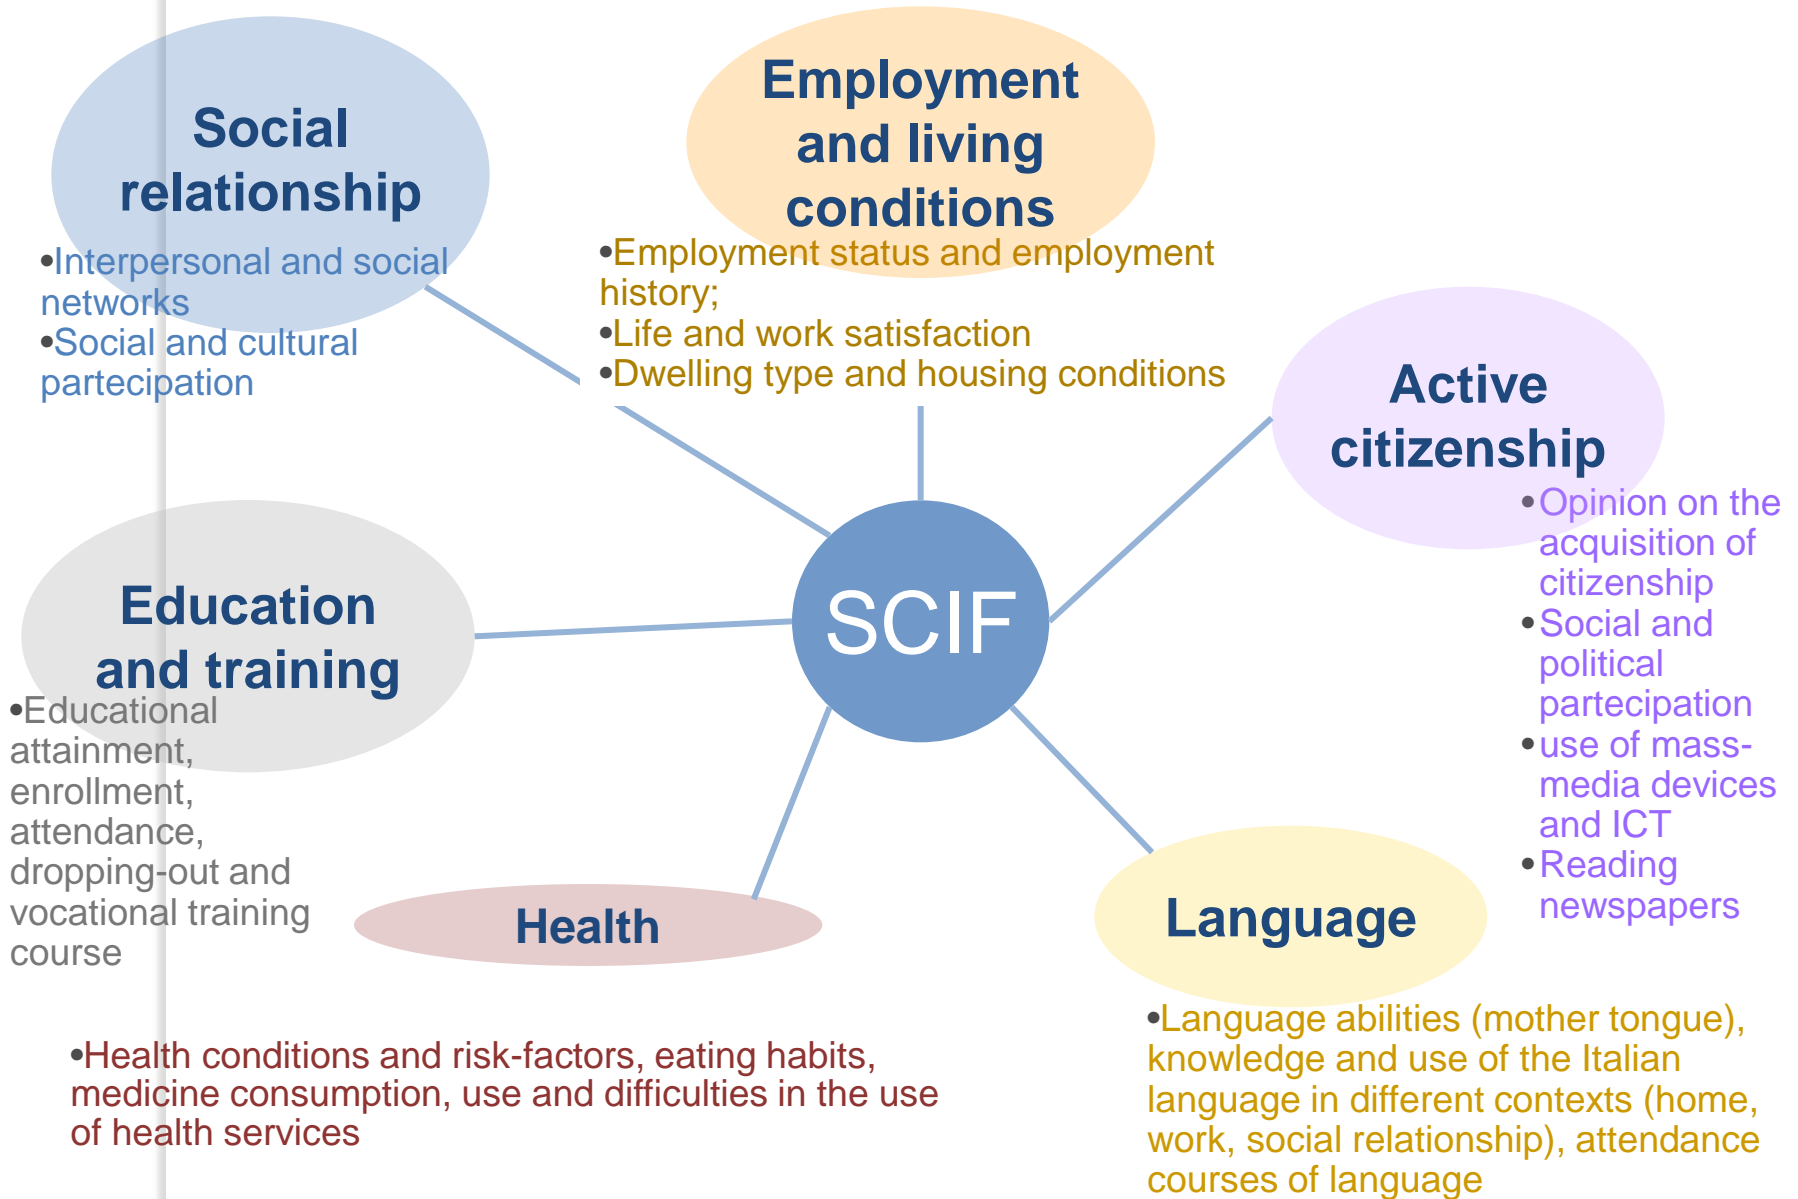 Social
relationship
•Interpersonal and social
networks
•Social and cultural
partecipation
Employment
and living
conditions
•Employment status and employment
history;
•Life and work satisfaction
•Dwelling type and housing conditions
Active
citizenship
•Opinion on the
acquisition of
citizenship
•Social and
political
partecipation
•use of mass-
media devices
and ICT
•Reading
newspapers
SCIF
Education
and training
•Educational
attainment,
enrollment,
attendance,
dropping-out and
vocational training
course
Health
•Health conditions and risk-factors, eating habits,
medicine consumption, use and difficulties in the use
of health services
Language
•Language abilities (mother tongue),
knowledge and use of the Italian
language in different contexts (home,
work, social relationship), attendance
courses of language